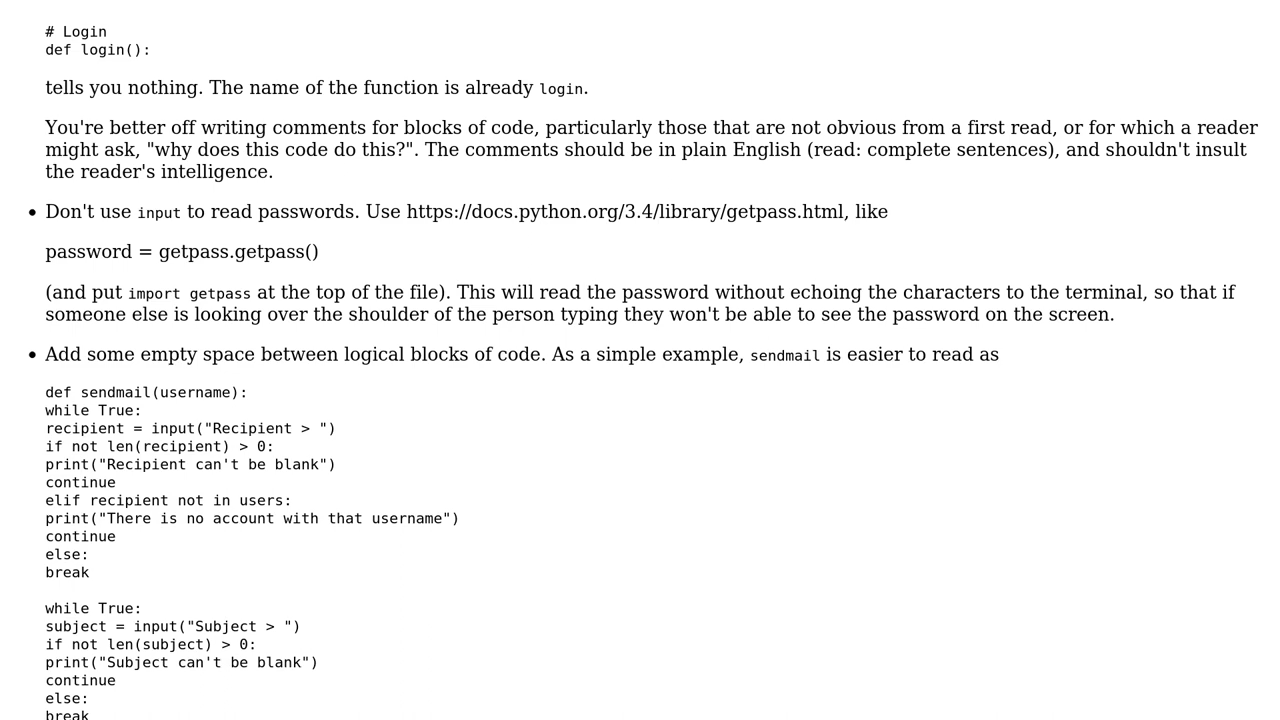 # Login
def login():
tells you nothing. The name of the function is already login.
You're better off writing comments for blocks of code, particularly those that are not obvious from a first read, or for which a reader
might ask, "why does this code do this?". The comments should be in plain English (read: complete sentences), and shouldn't insult
the reader's intelligence.
• Don't use input to read passwords. Use https://docs.python.org/3.4/library/getpass.html, like
password = getpass.getpass()
(and put import getpass at the top of the file). This will read the password without echoing the characters to the terminal, so that if
someone else is looking over the shoulder of the person typing they won't be able to see the password on the screen.
• Add some empty space between logical blocks of code. As a simple example, sendmail is easier to read as
def sendmail(username):
while True:
recipient = input("Recipient > ")
if not len(recipient) > 0:
print("Recipient can't be blank")
continue
elif recipient not in users:
print("There is no account with that username")
continue
else:
break
while True:
subject = input("Subject > ")
if not len(subject) > 0:
print("Subject can't be blank")
continue
else:
break